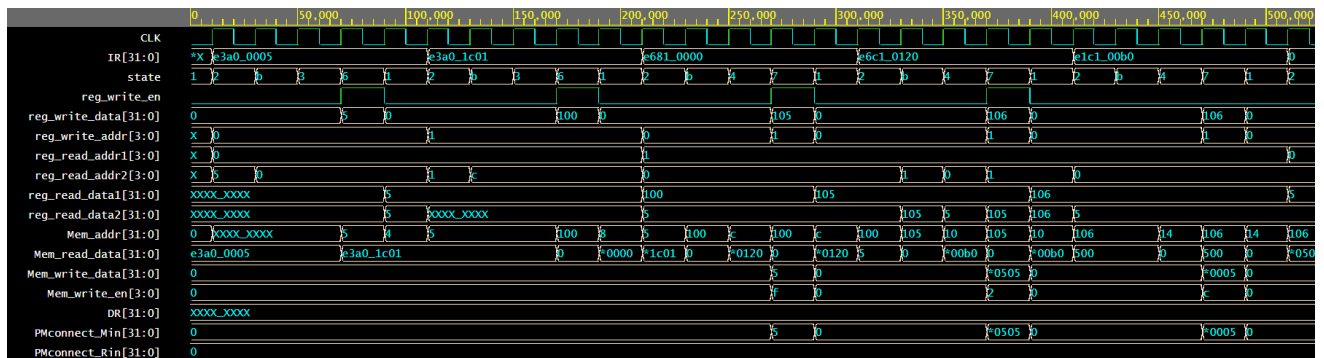 0 50,000 100,000 150,000 200,000 250,000 300,000 350,000 400,000 450,000 500,000
CLK
IR[31:0] *X e3a0_0005 e3a0_1c01 e681_0000 e6c1_0120 e1c1_00b0 0
state 1 2 b 3 6 1 2 b 3 6 1 2 b 4 7 1 2 b 4 7 1 2 b 4 7 1 2
reg_write_en
reg_write_data[31:0] 0 5 0 100 0 105 0 106 0 106 0
reg_write_addr[3:0] X 0 1 0 1 0 1 0 1 0
reg_read_addr1[3:0] X 0 1 0
reg_read_addr2[3:0] X 5 0 1 c 0 1 0 1 0
reg_read_data1[31:0] XXXX_XXXX 5 100 105 106 5
reg_read_data2[31:0] XXXX_XXXX 5 XXXX_XXXX 5 105 5 105 106 5
Mem_addr[31:0] 0 XXXX_XXXX 5 4 5 100 8 5 100 c 100 c 100 105 10 105 10 106 14 106 14 106
Mem_read_data[31:0] e3a0_0005 e3a0_1c01 0 *0000 *1c01 0 *0120 0 *0120 5 0 *00b0 0 *00b0 500 0 500 0 *050
Mem_write_data[31:0] 0 5 0 *0505 0 *0005 0
Mem_write_en[3:0] 0 f 0 2 0 c 0
DR[31:0] XXXX_XXXX
PMconnect_Min[31:0] 0 5 0 *0505 0 *0005 0
PMconnect_Rin[31:0] 0